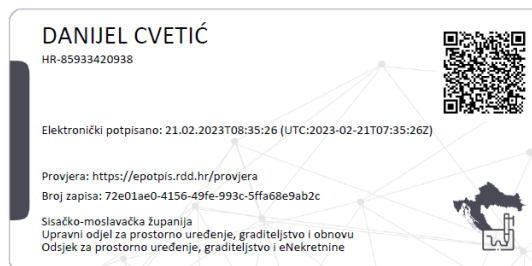 DANIJEL CVETIĆ
HR-85933420938
Elektronički potpisano: 21.02.2023T08:35:26 (UTC:2023-02-21T07:35:26Z)
Provjera: https://epotpis.rdd.hr/provjera
Broj zapisa: 72e01ae0-4156-49fe-993c-5ffa68e9ab2c
Sisačko-moslavačka županija
Upravni odjel za prostorno uređenje, graditeljstvo i obnovu
Odsjek za prostorno uređenje, graditeljstvo i eNekretnine